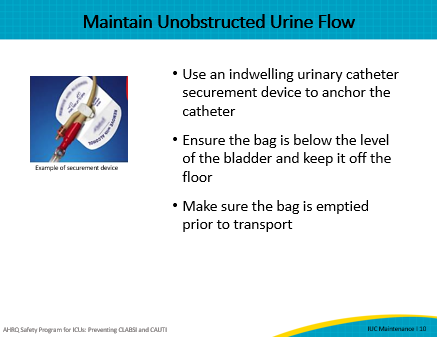 Maintain Unobstructed Urine Flow
• Use an indwelling urinary catheter
securement device to anchor the
catheter
• Ensure the bag is below the level
of the bladder and keep it off the
floor
• Make sure the bag is emptied
prior to transport
Example of securement device
AHRQ Safety Program for ICUs: Preventing CLABSI and CAUTI
IUC Maintenance | 10